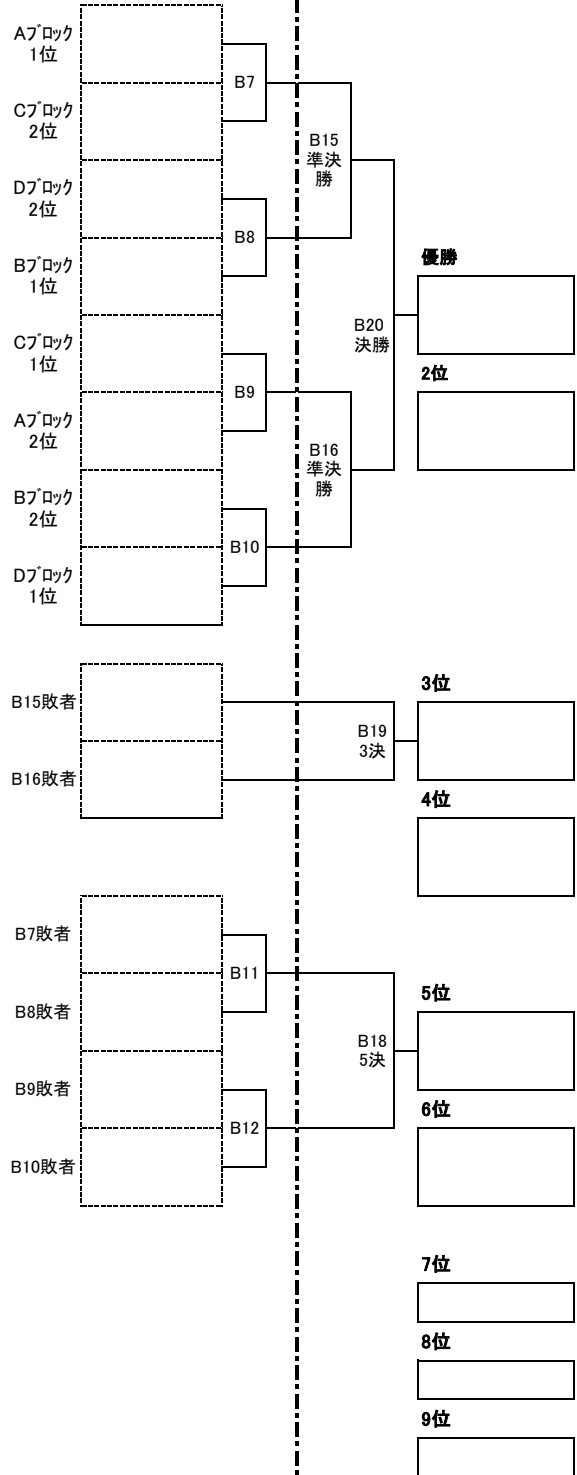 Aﾌﾞﾛｯｸ
1位
B7
Cﾌﾞﾛｯｸ
2位
B15
準決
勝
Dﾌﾞﾛｯｸ
2位
B8
Bﾌﾞﾛｯｸ
1位
優勝
B20
決勝
Cﾌﾞﾛｯｸ
1位
2位
B9
Aﾌﾞﾛｯｸ
2位
B16
準決
勝
Bﾌﾞﾛｯｸ
2位
B10
Dﾌﾞﾛｯｸ
1位
3位
B15敗者
B19
3決
B16敗者
4位
B7敗者
B11
5位
B8敗者
B18
5決
B9敗者
6位
B12
B10敗者
7位
8位
9位